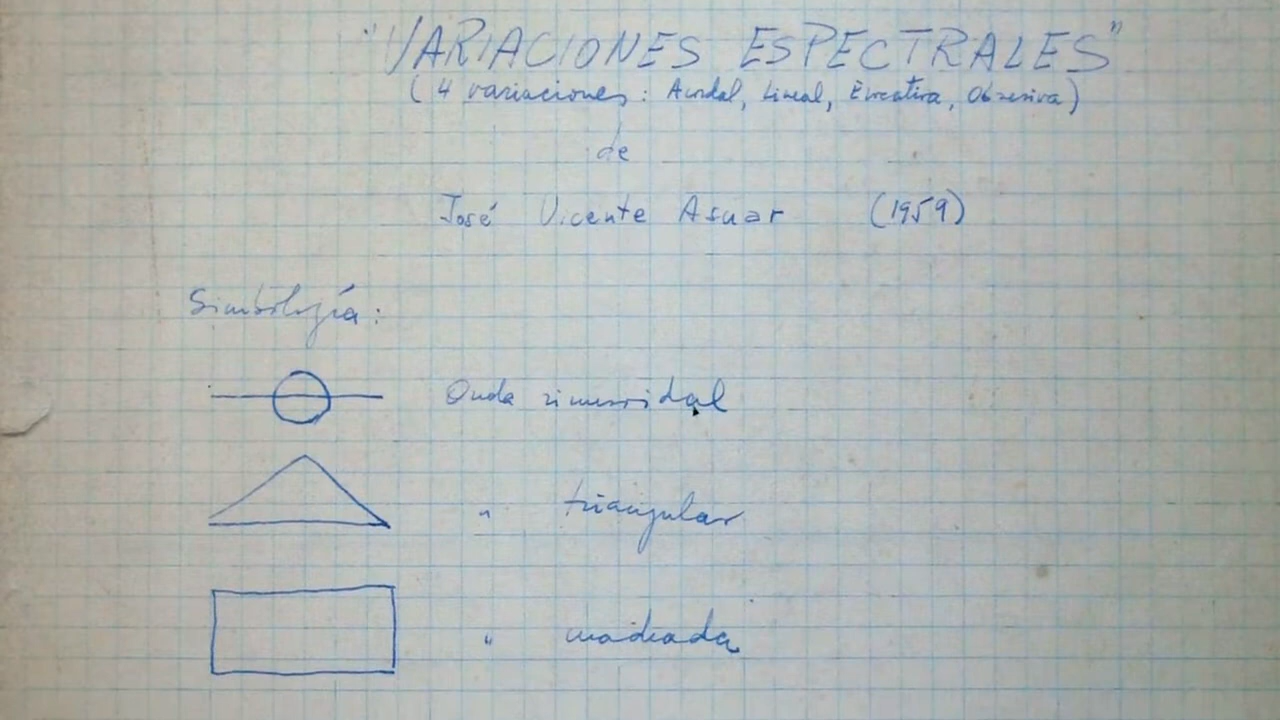 "VARIACIONES ESPECTRALES"
(4 variaciones: Acordal, Lineal, Evocativa, Obsesiva)
de
José Vicente Asuar (1959)
Simbología:
Onda sinusoidal
" triangular
" cuadrada